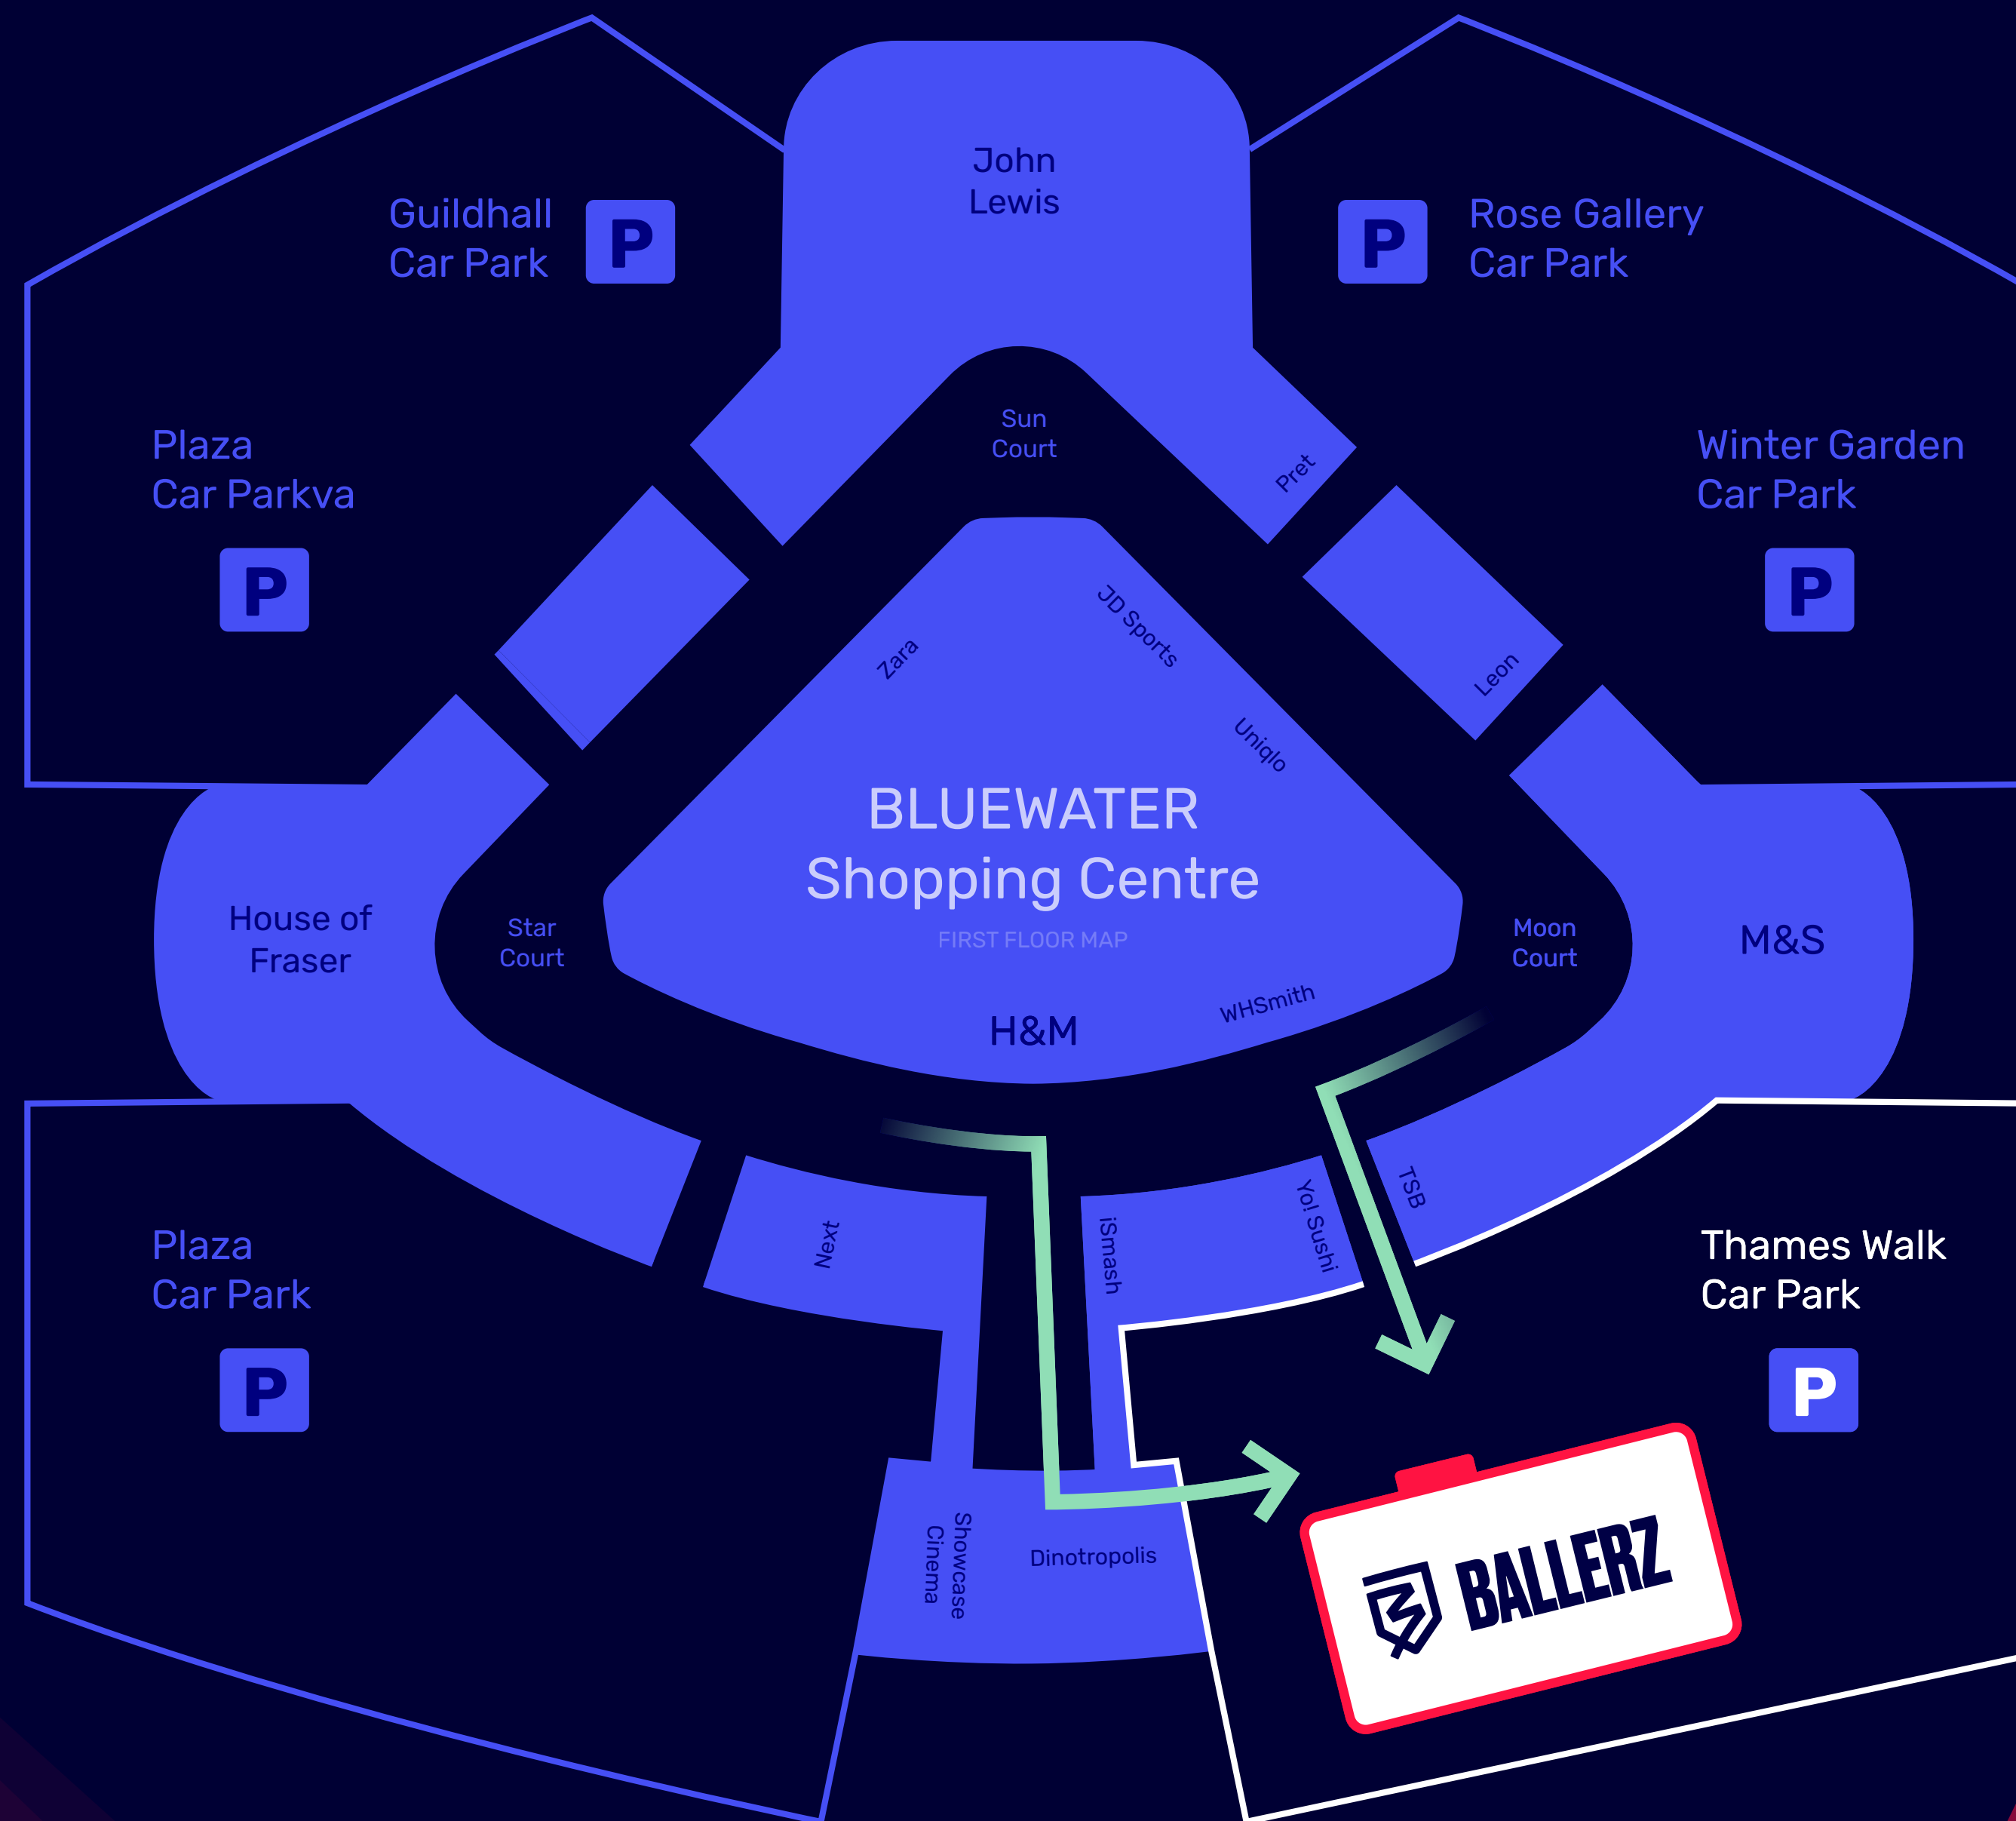 John
Lewis
Guildhall
Car Park
P
P
Rose Gallery
Car Park
Sun
Court
Pret
Plaza
Car Parkva
P
Winter Garden
Car Park
P
JD Sports
Zara
Leon
Uniqlo
BLUEWATER
Shopping Centre
FIRST FLOOR MAP
House of
Fraser
Star
Court
Moon
Court
M&S
WHSmith
H&M
TSB
Yo! Sushi
iSmash
Next
Plaza
Car Park
P
Thames Walk
Car Park
P
Showcase
Cinema
Dinotropolis
BALLERZ